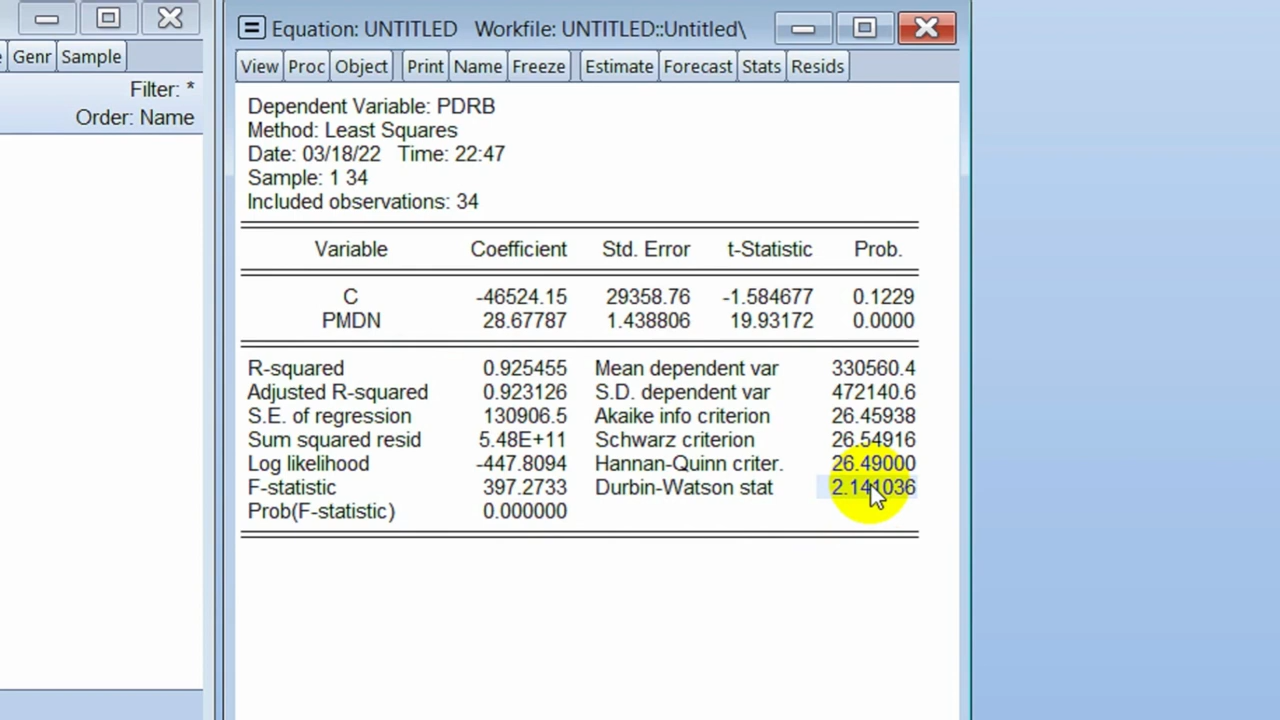 Equation: UNTITLED Workfile: UNTITLED::Untitled\
Genr Sample
View Proc Object Print Name Freeze Estimate Forecast Stats Resids
Filter: *
Order: Name
Dependent Variable: PDRB
Method: Least Squares
Date: 03/18/22 Time: 22:47
Sample: 1 34
Included observations: 34
Variable Coefficient Std. Error t-Statistic Prob.
C -46524.15 29358.76 -1.584677 0.1229
PMDN 28.67787 1.438806 19.93172 0.0000
R-squared 0.925455 Mean dependent var 330560.4
Adjusted R-squared 0.923126 S.D. dependent var 472140.6
S.E. of regression 130906.5 Akaike info criterion 26.45938
Sum squared resid 5.48E+11 Schwarz criterion 26.54916
Log likelihood -447.8094 Hannan-Quinn criter. 26.49000
F-statistic 397.2733 Durbin-Watson stat 2.141036
Prob(F-statistic) 0.000000